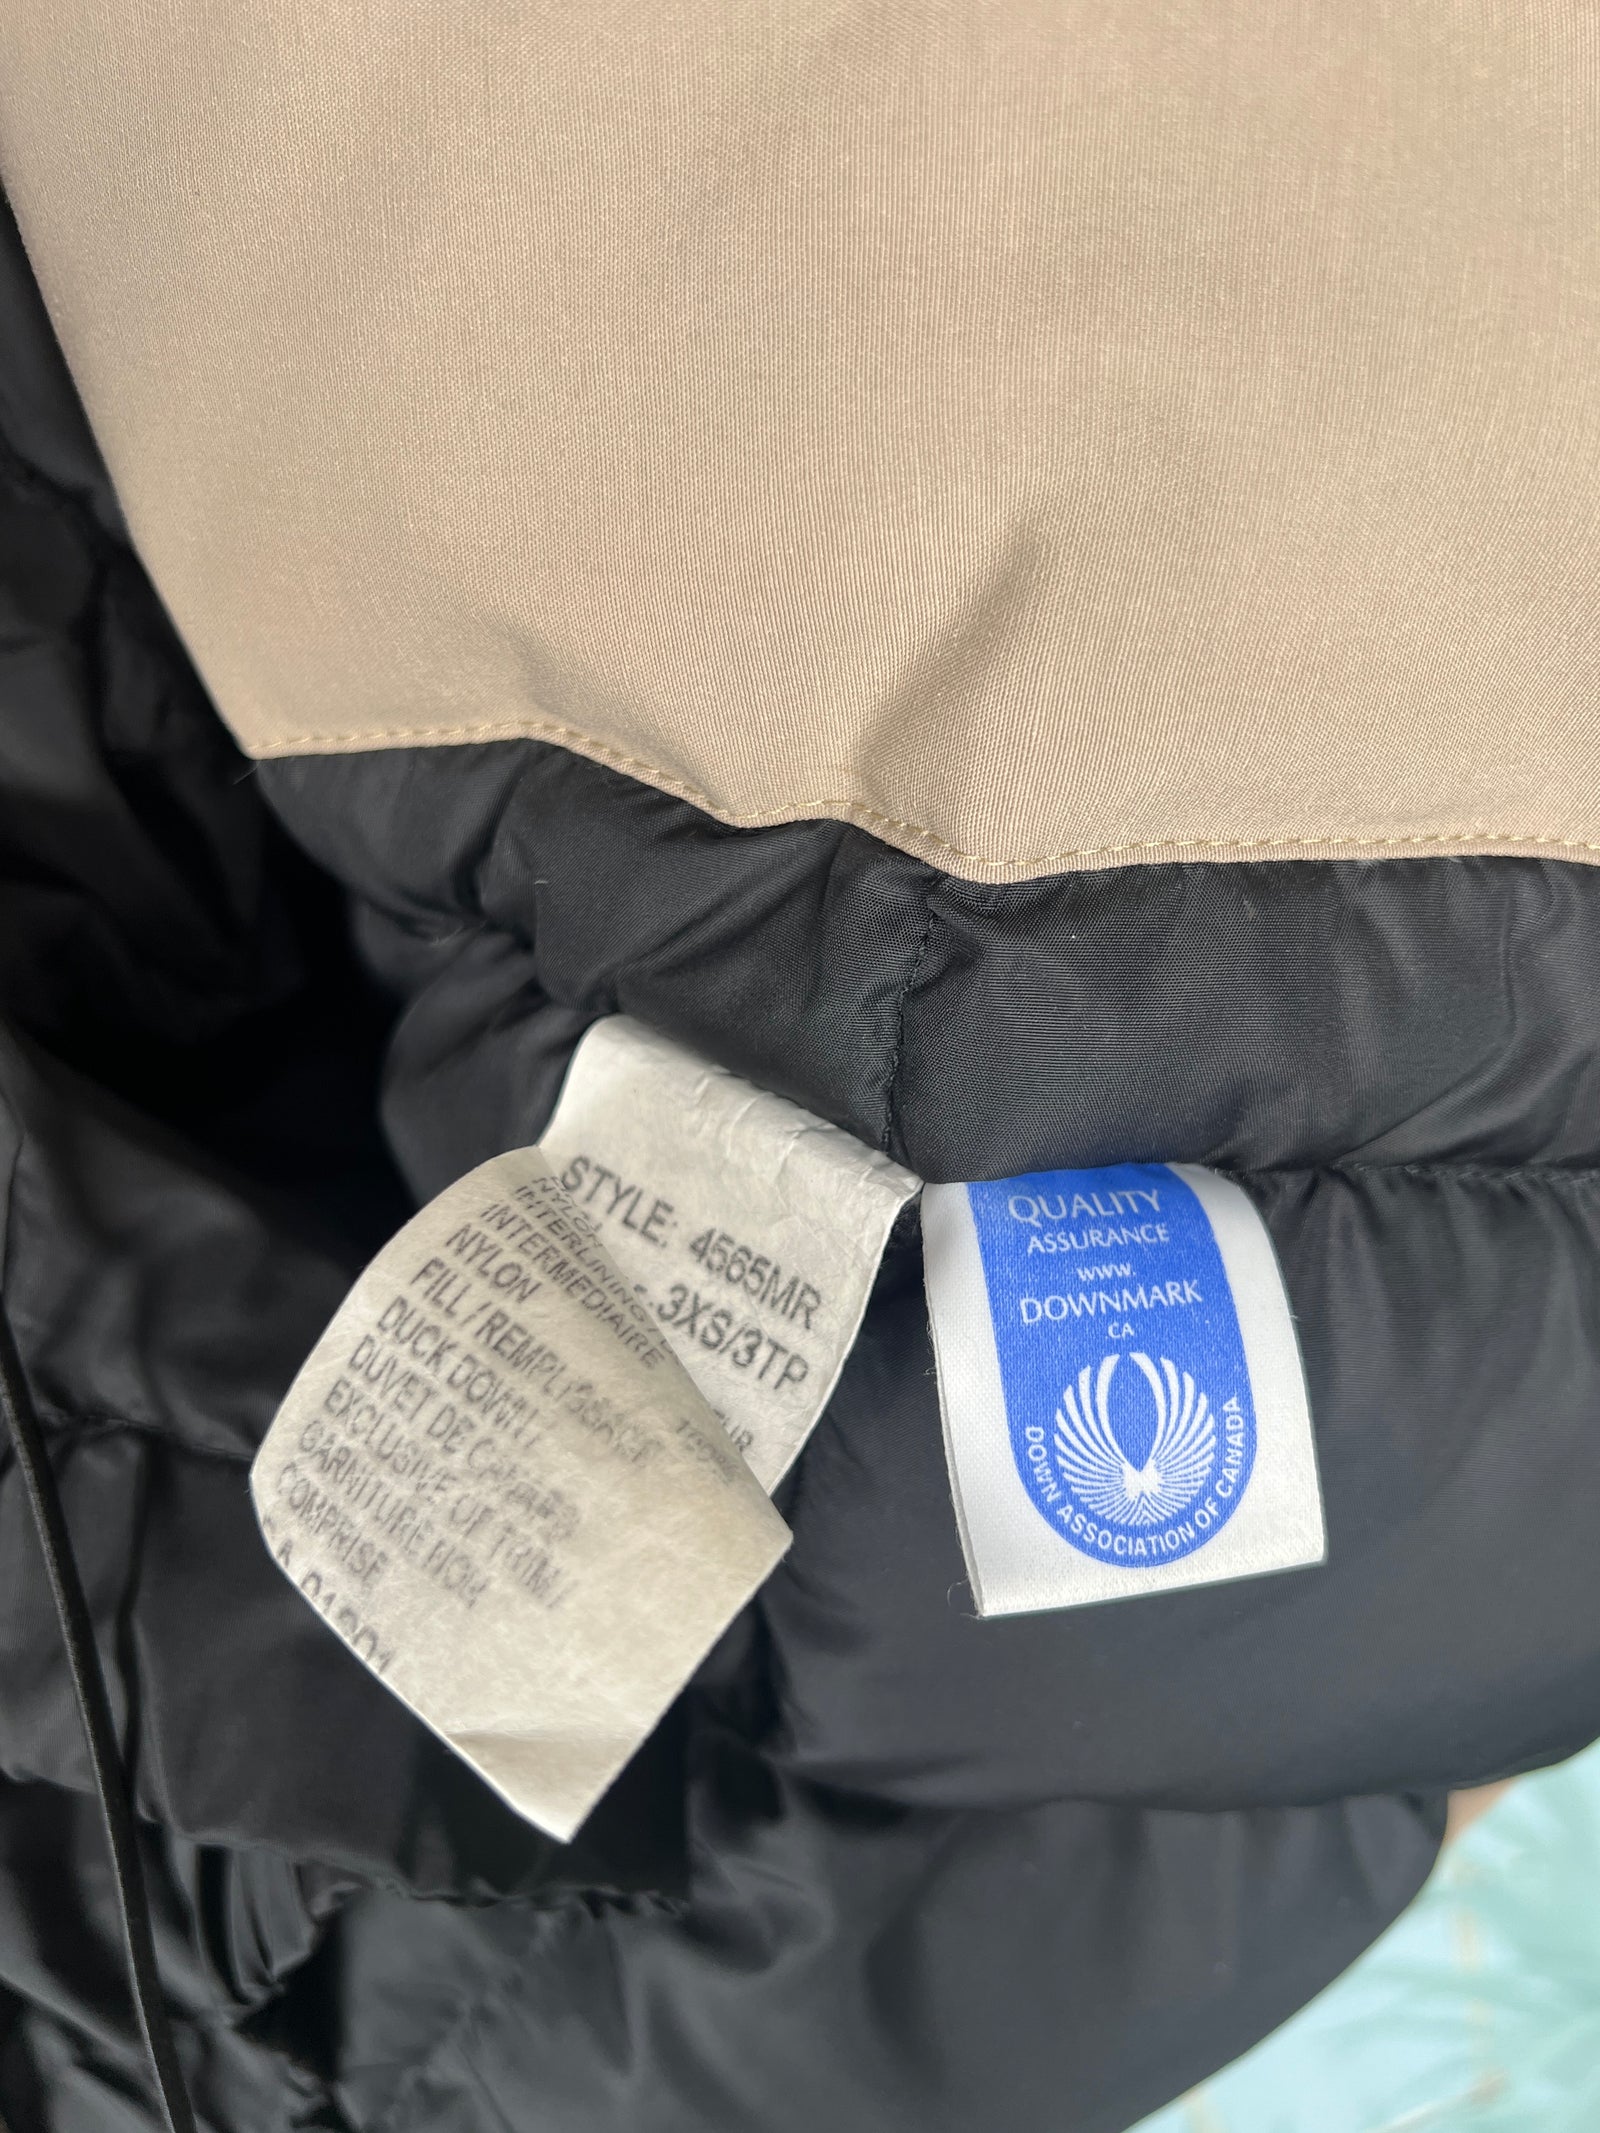 STYLE: 4565MR
3XS/3TP
INTERLINING/
INTERMEDIAIRE
NYLON
FILL/REMPLISSAGE
DUCK DOWN/
DUVET DE CANARD
EXCLUSIVE OF TRIM/
GARNITURE NON
COMPRISE
QUALITY
ASSURANCE
www.
DOWNMARK
CA
DOWN ASSOCIATION OF CANADA